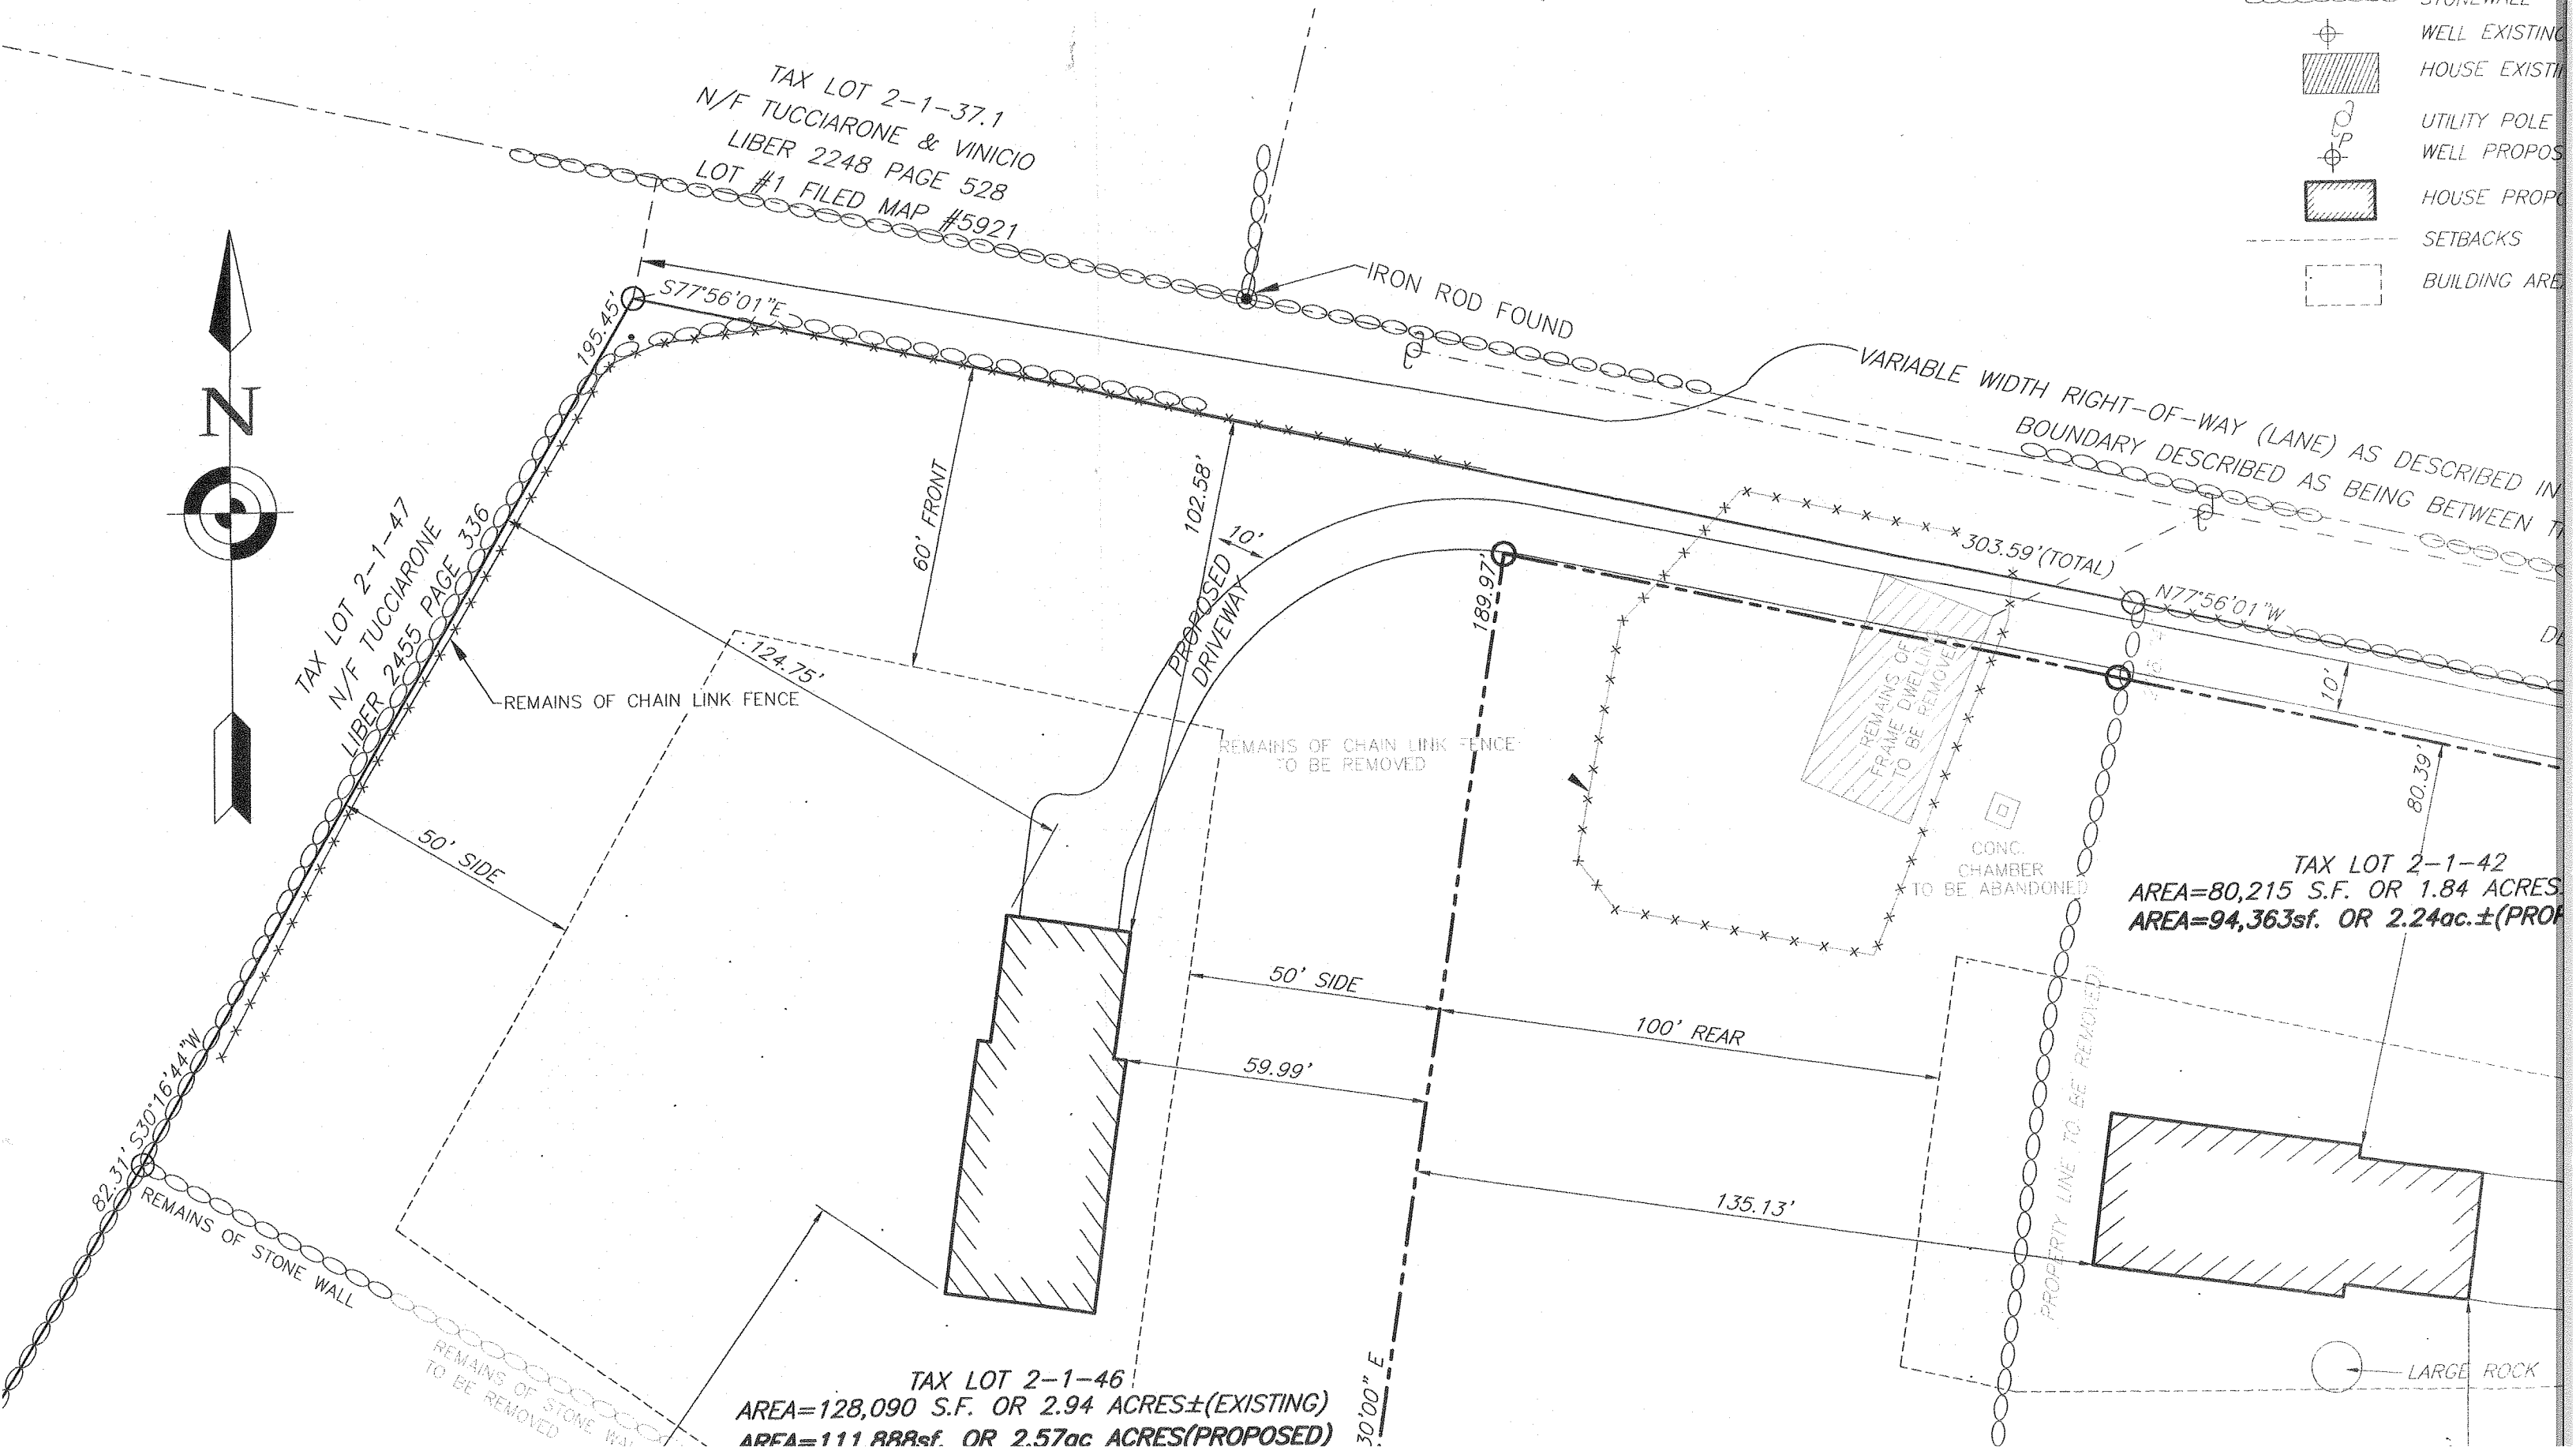 STONEWALL
WELL EXISTING
HOUSE
UTILITY POLE
P
WELL
HOUSE
SETBACKS
BUILDING
TAX LOT 2-1-37.1
N/F TUCCIARONE & VINICIO
LIBER 2248 PAGE 528
LOT #1 FILED MAP #5921
IRON ROD FOUND
S77°56'01"E
195.45'
VARIABLE WIDTH RIGHT-OF-WAY (LANE) AS DESCRIBED IN
BOUNDARY DESCRIBED AS BEING BETWEEN
N
60' FRONT
102.58'
10'
PROPOSED
DRIVEWAY
189.97'
303.59'(TOTAL)
N77°56'01"W
TAX LOT 2-1-47
N/F TUCCIARONE
LIBER 2455 PAGE 336
124.75'
REMAINS OF CHAIN LINK FENCE
REMAINS OF CHAIN LINK FENCE
TO BE REMOVED
REMAINS OF
FRAME DWELLING
TO BE REMOVED
10'
80.39'
50' SIDE
CONC.
CHAMBER
TO BE ABANDONED
TAX LOT 2-1-42
AREA=80,215 S.F. OR 1.84 ACRES
AREA=94,363sf. OR 2.24ac.±(PROP
50' SIDE
100' REAR
59.99'
PROPERTY LINE TO BE REMOVED)
S30°16'44"W
82.31'
REMAINS OF STONE WALL
135.13'
REMAINS OF STONE
TO BE REMOVED
LARGE ROCK
TAX LOT 2-1-46
AREA=128,090 S.F. OR 2.94 ACRES±(EXISTING)
AREA=111,888sf. OR 2.57ac ACRES(PROPOSED)
30'00" E